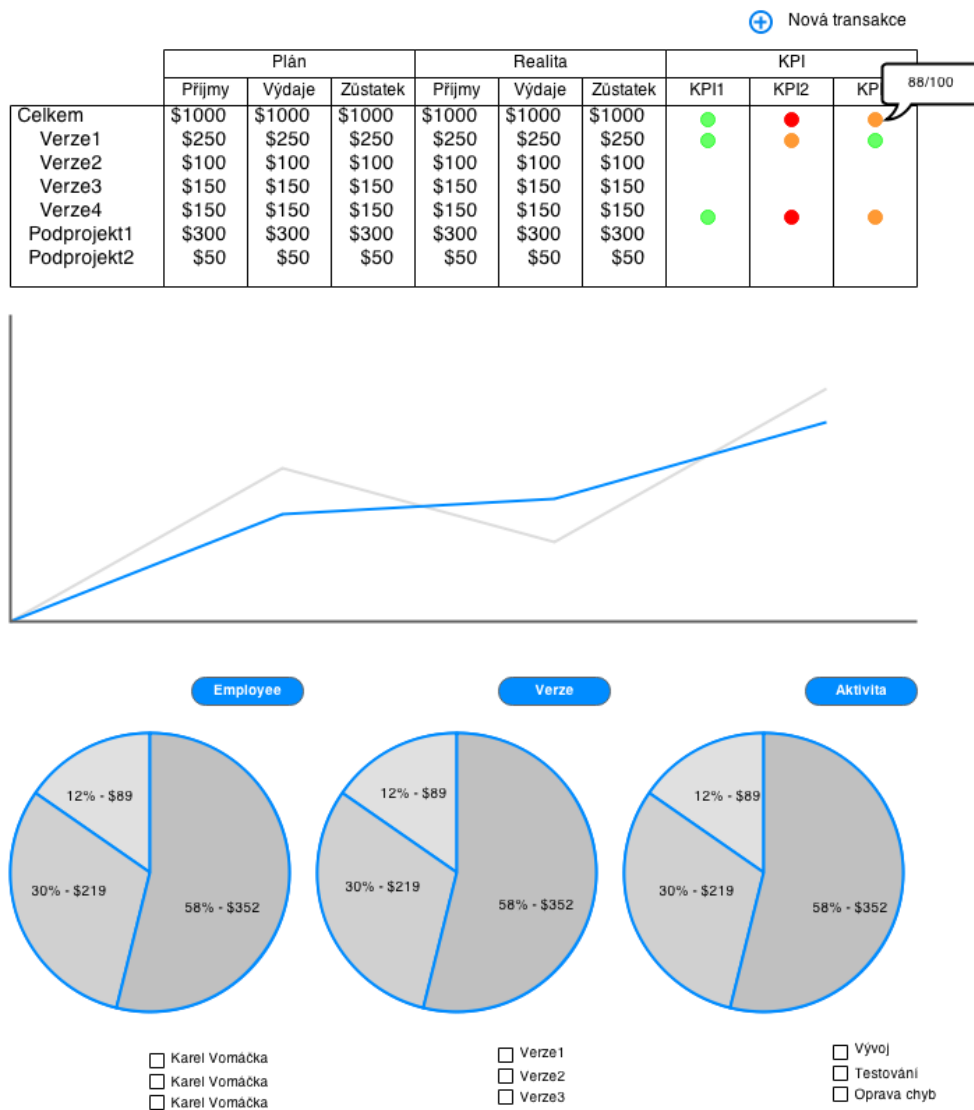 Nová transakce
Plán Realita KPI
Příjmy Výdaje Zůstatek Příjmy Výdaje Zůstatek KPI1 KPI2 KP
88/100
Celkem $1000 $1000 $1000 $1000 $1000 $1000
Verze1 $250 $250 $250 $250 $250 $250
Verze2 $100 $100 $100 $100 $100 $100
Verze3 $150 $150 $150 $150 $150 $150
Verze4 $150 $150 $150 $150 $150 $150
Podprojekt1 $300 $300 $300 $300 $300 $300
Podprojekt2 $50 $50 $50 $50 $50 $50
Employee Verze Aktivita
12% - $89 12% - $89 12% - $89
30% - $219 30% - $219 30% - $219
58% - $352 58% - $352 58% - $352
Karel Vomáčka Verze1 Vývoj
Karel Vomáčka Verze2 Testování
Karel Vomáčka Verze3 Oprava chyb